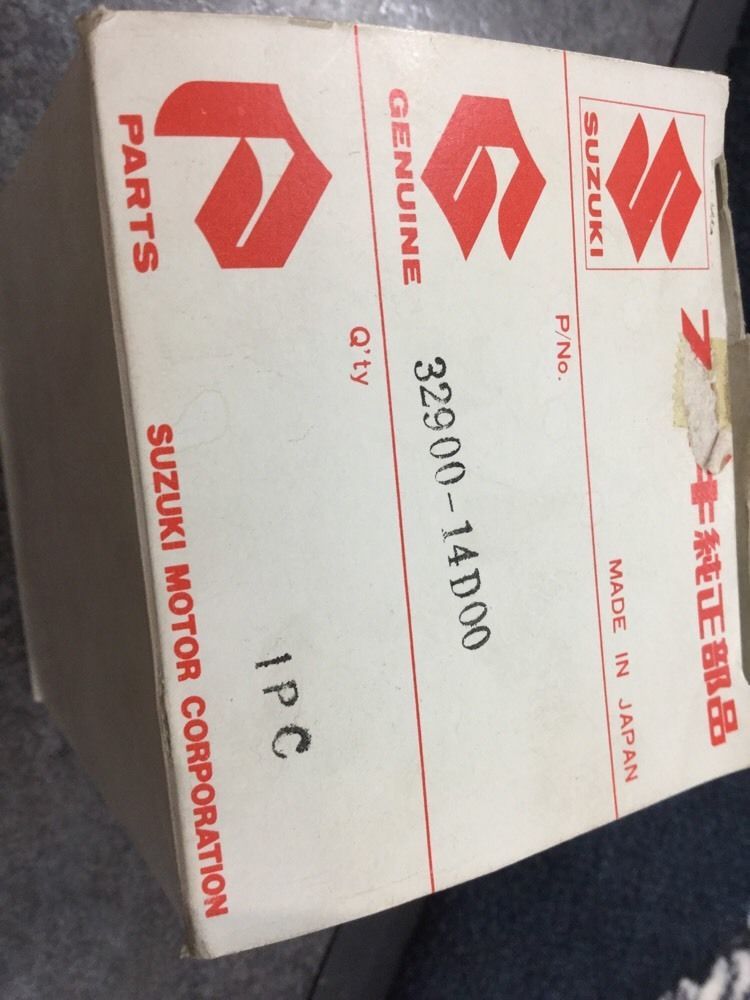 SUZUKI
純正部品
P/No. MADE IN JAPAN
GENUINE
32900-14D00
Q'ty
1PC
PARTS
SUZUKI MOTOR CORPORATION